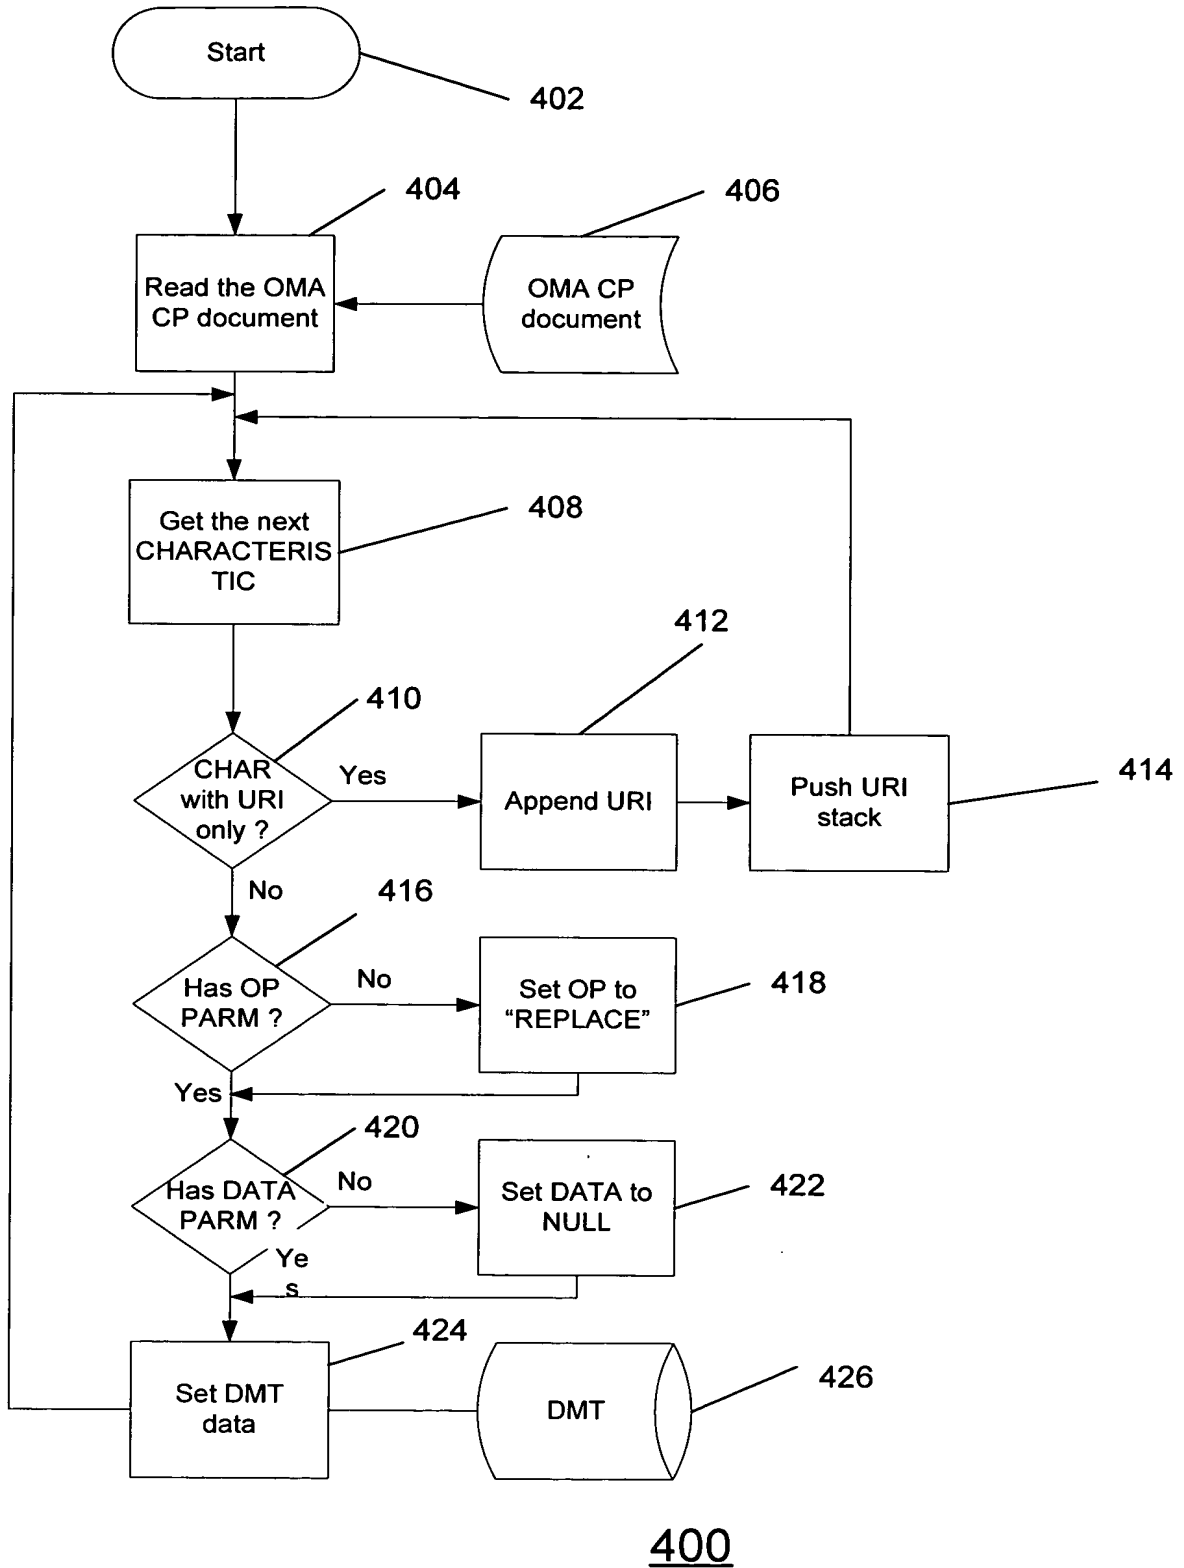 Start
402
404
406
Read the OMA
CP document
OMA CP
document
Get the next
CHARACTERIS
TIC
408
412
410
CHAR
with URI
only ?
Yes
Append URI
Push URI
stack
414
No
416
Has OP
PARM ?
No
Set OP to
“REPLACE”
418
Yes
420
Has DATA
PARM ?
No
Set DATA to
NULL
422
Ye
s
424
Set DMT
data
DMT
426
400